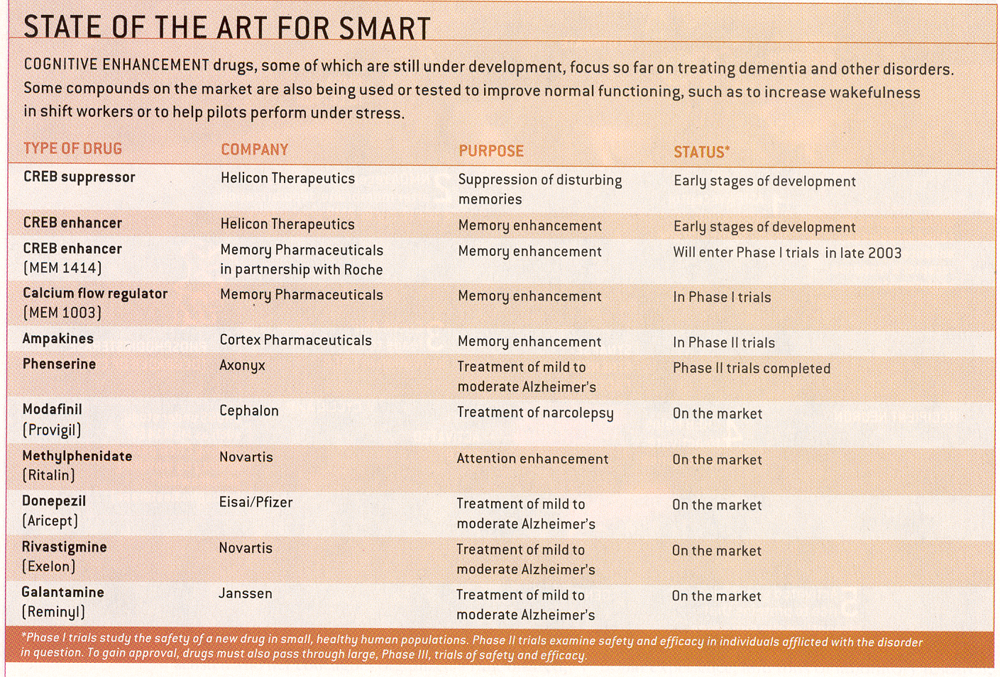 STATE OF THE ART FOR SMART
COGNITIVE ENHANCEMENT drugs, some of which are still under development, focus so far on treating dementia and other disorders.
Some compounds on the market are also being used or tested to improve normal functioning, such as to increase wakefulness
in shift workers or to help pilots perform under stress.
TYPE OF DRUG COMPANY PURPOSE STATUS*
CREB suppressor Helicon Therapeutics Suppression of disturbing Early stages of development
memories
CREB enhancer Helicon Therapeutics Memory enhancement Early stages of development
CREB enhancer Memory Pharmaceuticals Memory enhancement Will enter Phase I trials in late 2003
(MEM 1414) in partnership with Roche
Calcium flow regulator Memory Pharmaceuticals Memory enhancement In Phase I trials
(MEM 1003)
Ampakines Cortex Pharmaceuticals Memory enhancement In Phase II trials
Phenserine Axonyx Treatment of mild to Phase II trials completed
moderate Alzheimer's
Modafinil Cephalon Treatment of narcolepsy On the market
(Provigil)
Methylphenidate Novartis Attention enhancement On the market
(Ritalin)
Donepezil Eisai/Pfizer Treatment of mild to On the market
(Aricept) moderate Alzheimer's
Rivastigmine Novartis Treatment of mild to On the market
(Exelon) moderate Alzheimer's
Galantamine Janssen Treatment of mild to On the market
(Reminyl) moderate Alzheimer's
*Phase I trials study the safety of a new drug in small, healthy human populations. Phase II trials examine safety and efficacy in individuals afflicted with the disorder
in question. To gain approval, drugs must also pass through large, Phase III, trials of safety and efficacy.